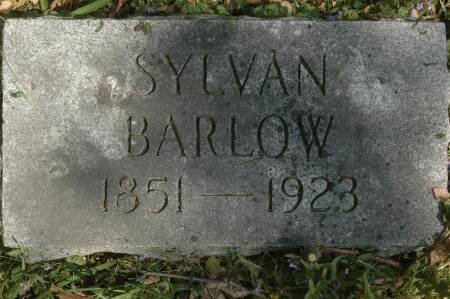 SYLVAN
BARLOW
1851 — 1923